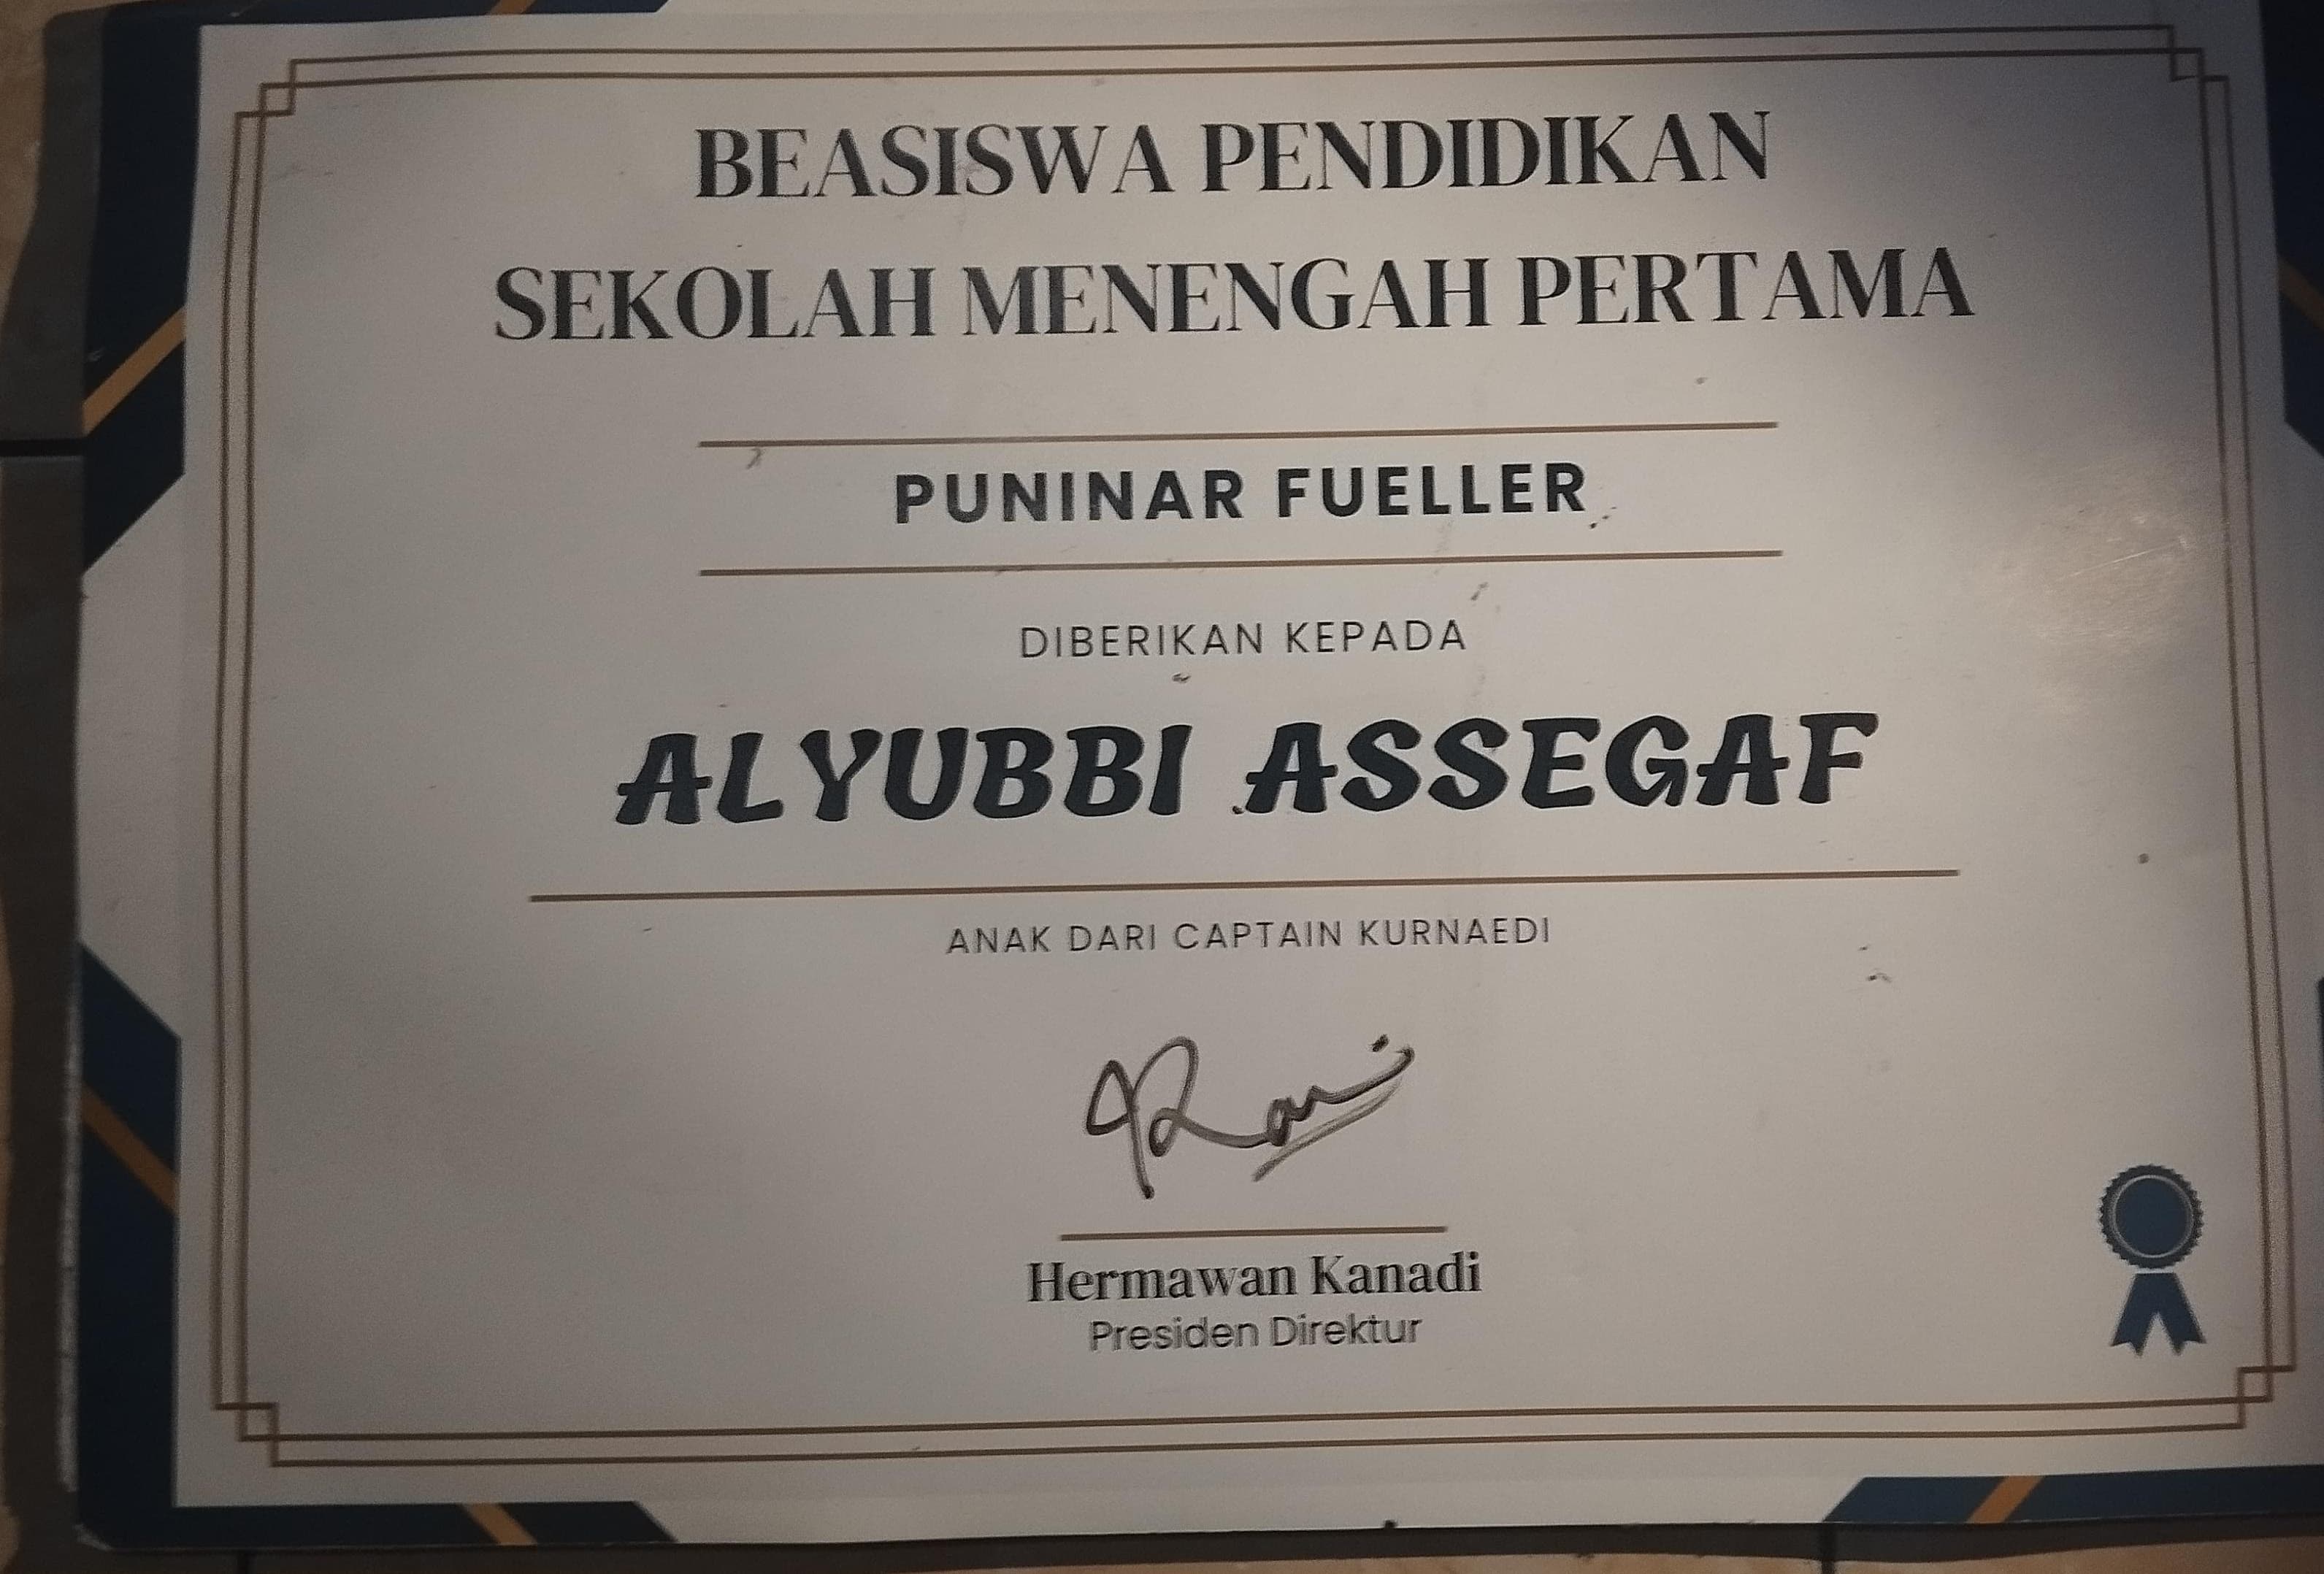 BEASISWA PENDIDIKAN
SEKOLAH MENENGAH PERTAMA
PUNINAR FUELLER
DIBERIKAN KEPADA
ALYUBBI ASSEGAF
ANAK DARI CAPTAIN KURNAEDI
Hermawan Kanadi
Presiden Direktur